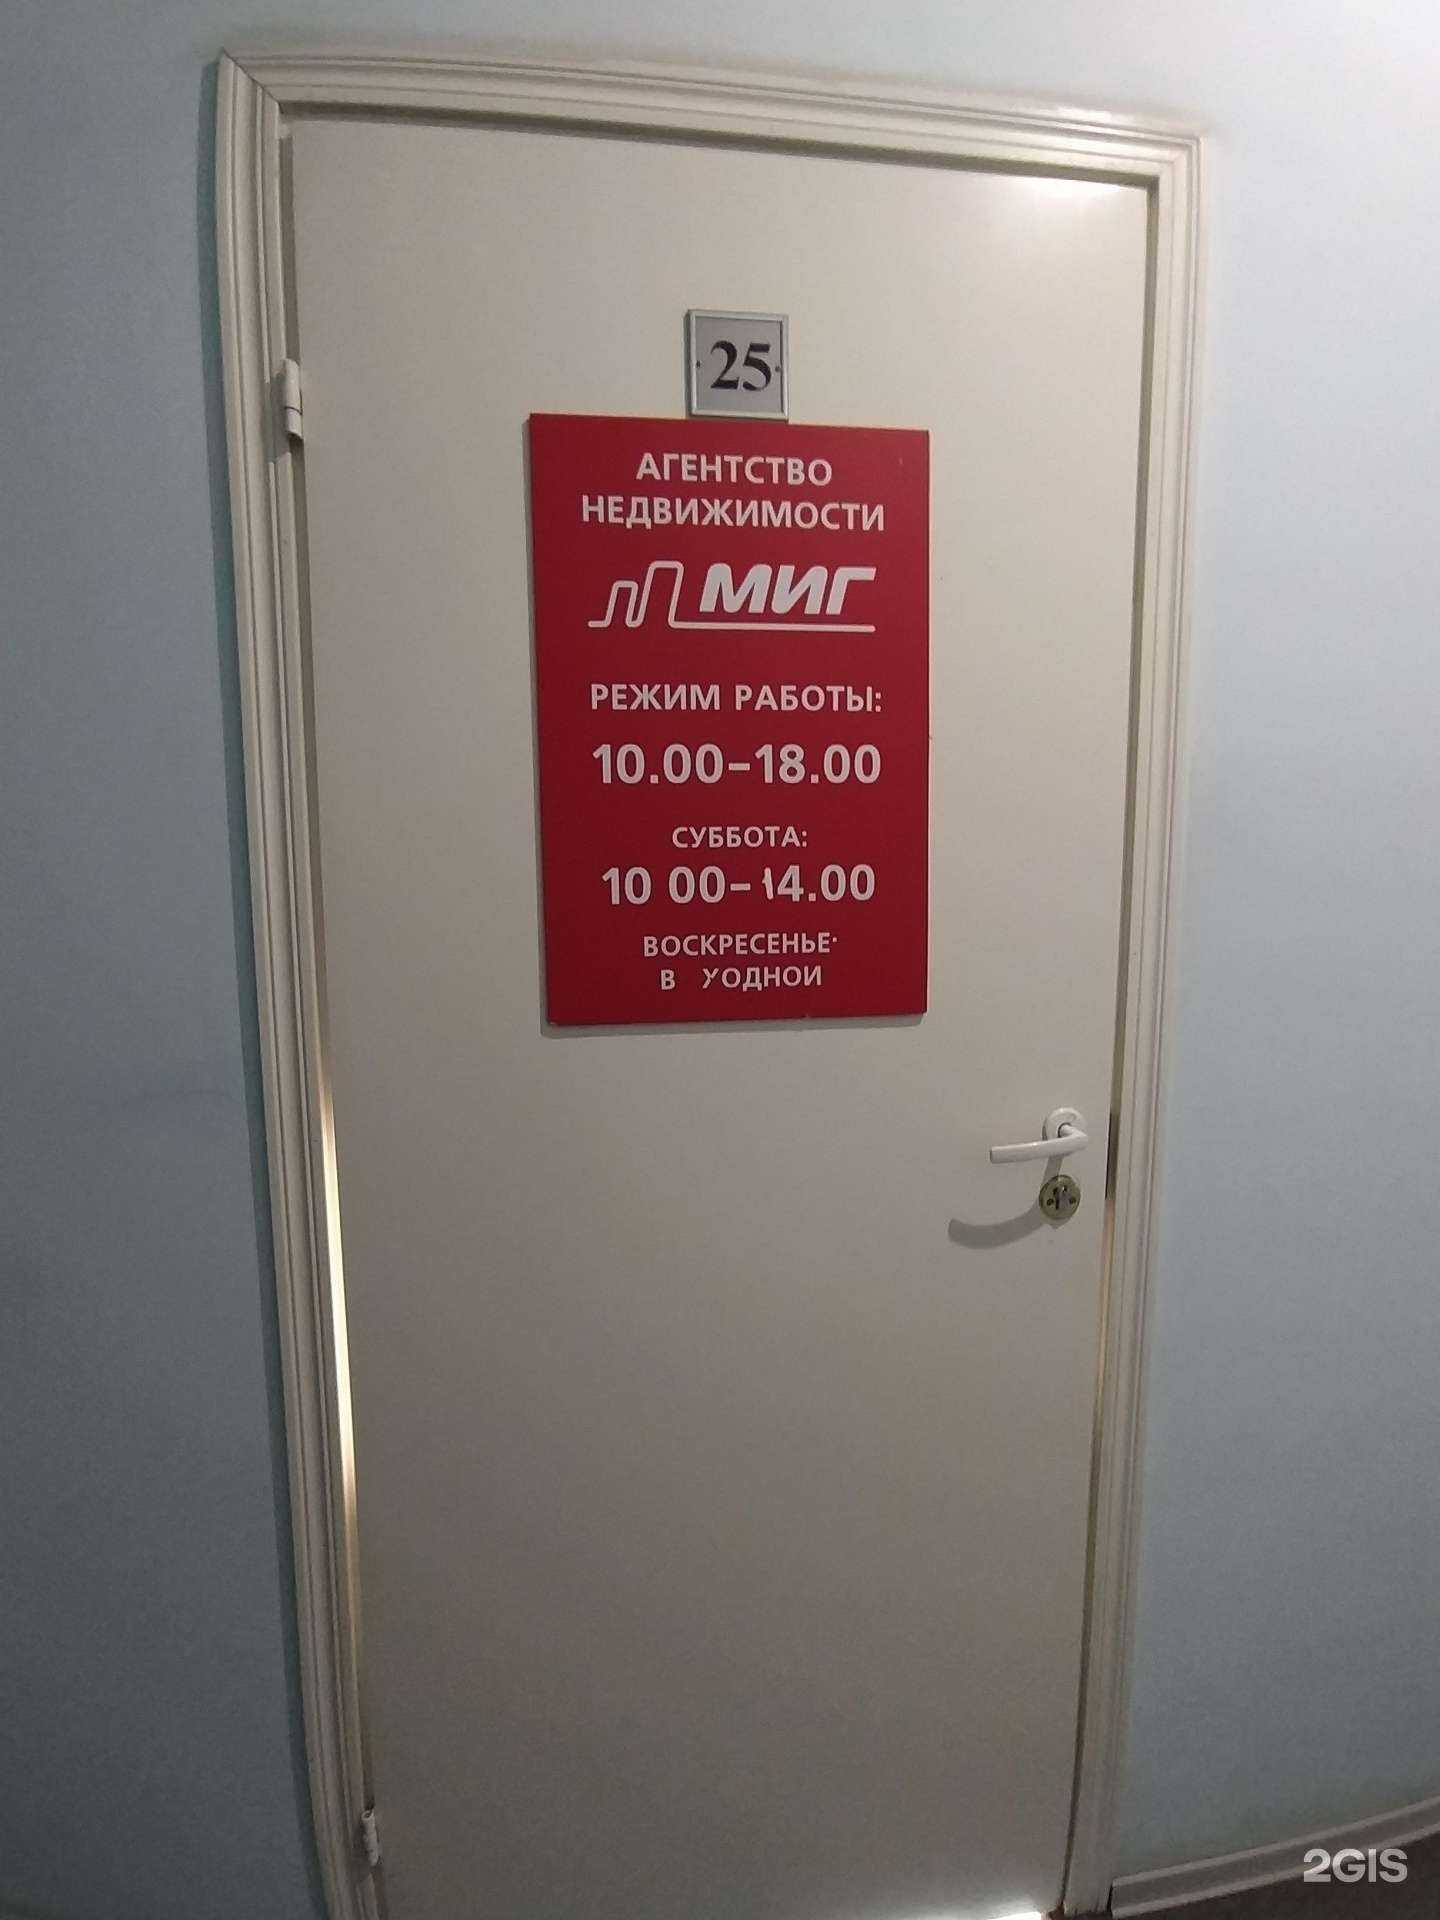 25
АГЕНТСТВО
НЕДВИЖИМОСТИ
МИГ
РЕЖИМ РАБОТЫ:
10.00-18.00
СУББОТА:
10 00-14.00
ВОСКРЕСЕНЬЕ·
В УОДНОИ
2GIS